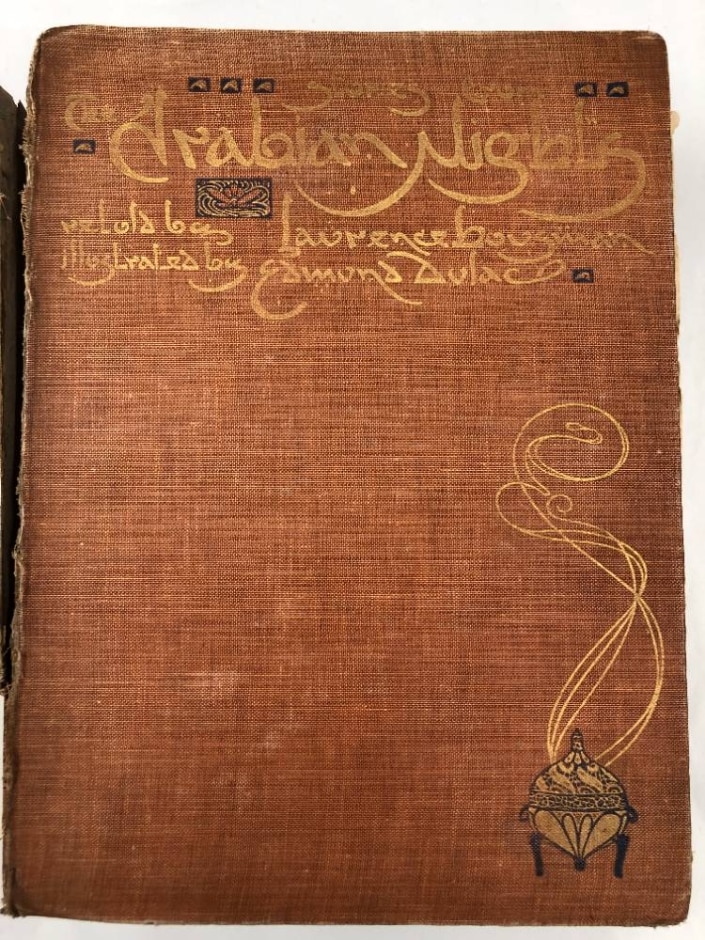 Stories from
The Arabian Nights
retold by Laurence Housman
illustrated by Edmund Dulac